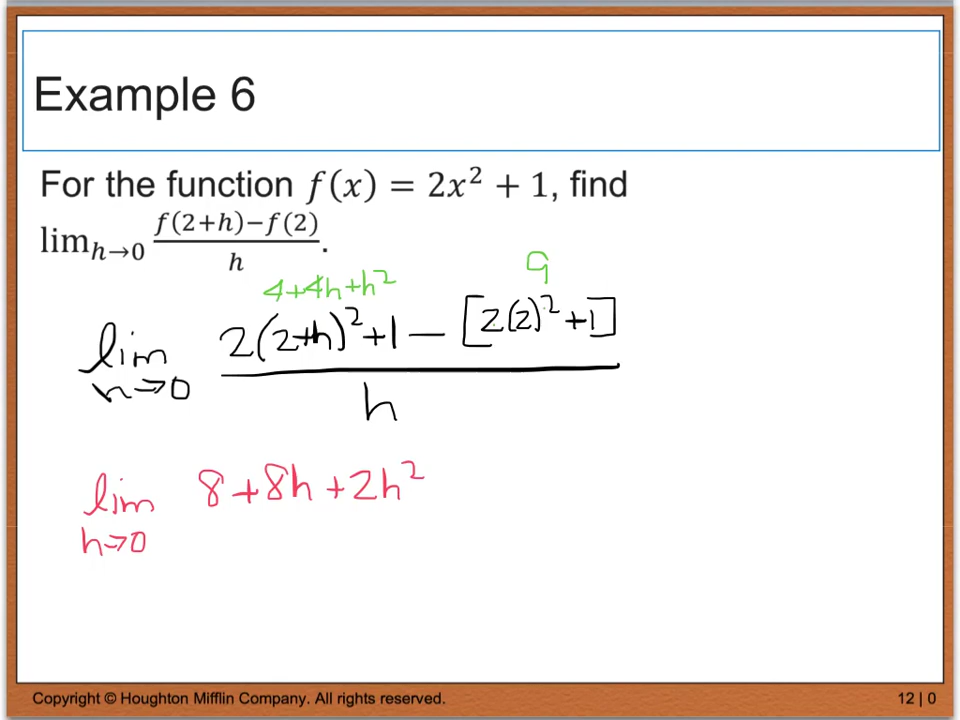 Example 6
For the function f(x) = 2x² + 1, find
lim_{h→0} \frac{f(2+h)−f(2)}{h}.
4+4h+h² 9
lim_{h→0} \frac{2(2+h)²+1−[2(2)²+1]}{h}
lim_{h→0} 8+8h+2h²
Copyright © Houghton Mifflin Company. All rights reserved. 12 | 0